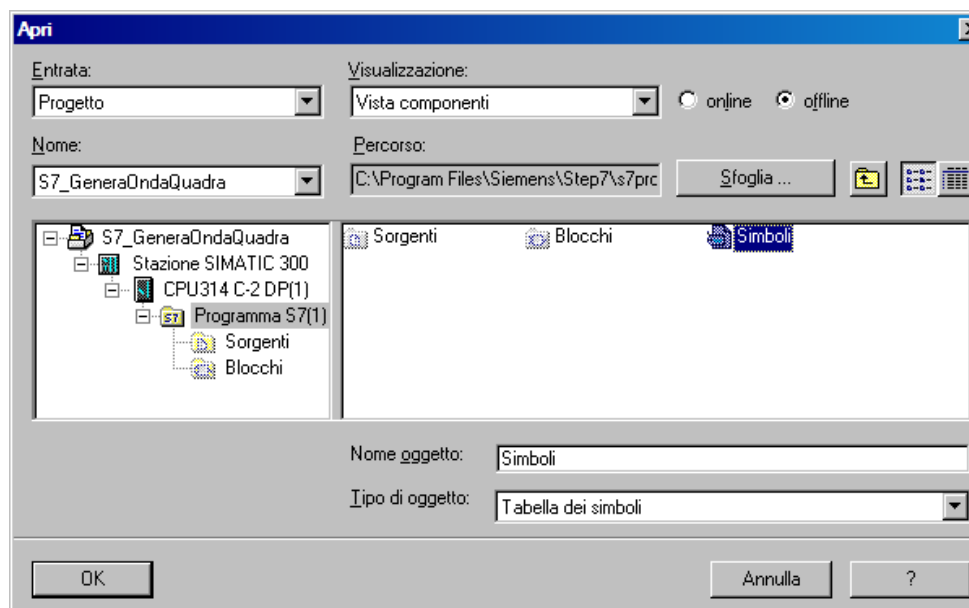 Apri
Entrata:
Visualizzazione:
Progetto
Vista componenti
online
offline
Nome:
Percorso:
S7_GeneraOndaQuadra
C:\Program Files\Siemens\Step7\s7prc
Sfoglia ...
S7_GeneraOndaQuadra
Stazione SIMATIC 300
CPU314 C-2 DP(1)
S7
Programma S7(1)
Sorgenti
Blocchi
Sorgenti
Blocchi
Simboli
Nome oggetto:
Simboli
Tipo di oggetto:
Tabella dei simboli
OK
Annulla
?